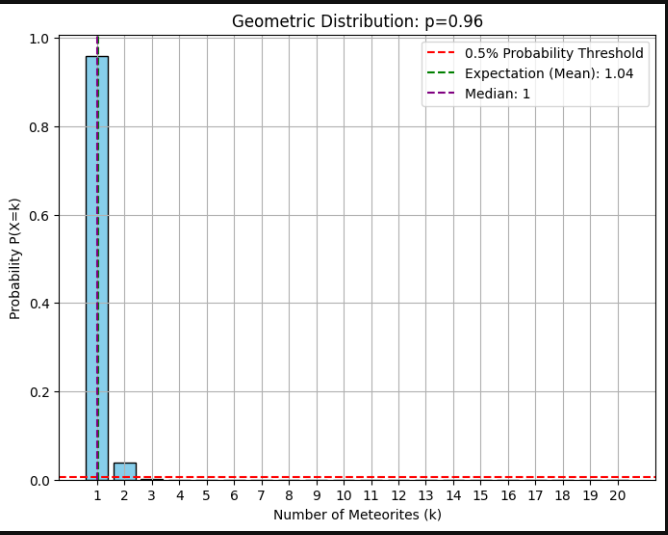 Geometric Distribution: p=0.96
1.0
0.8
0.6
0.4
0.2
0.0
Probability P(X=k)
0.5% Probability Threshold
Expectation (Mean): 1.04
Median: 1
1 2 3 4 5 6 7 8 9 10 11 12 13 14 15 16 17 18 19 20
Number of Meteorites (k)